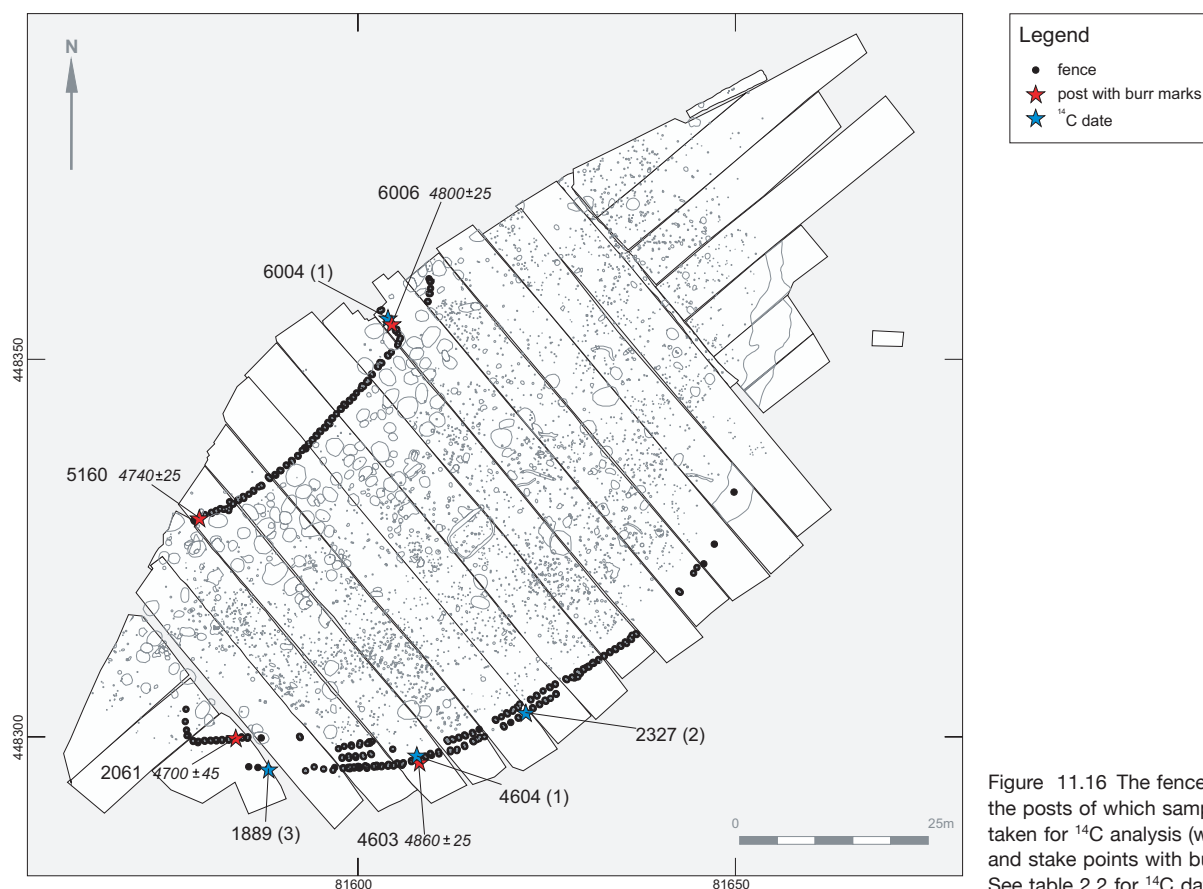 N
Legend
fence
post with burr marks
14C date
6006 4800±25
6004 (1)
448350
5160 4740±25
2327 (2)
448300
2061 4700 ±45
4604 (1)
1889 (3)
4603 4860±25
0 25m
81600 81650
Figure 11.16 The fence
the posts of which samp
taken for 14C analysis (w
and stake points with bu
See table 2.2 for 14C da